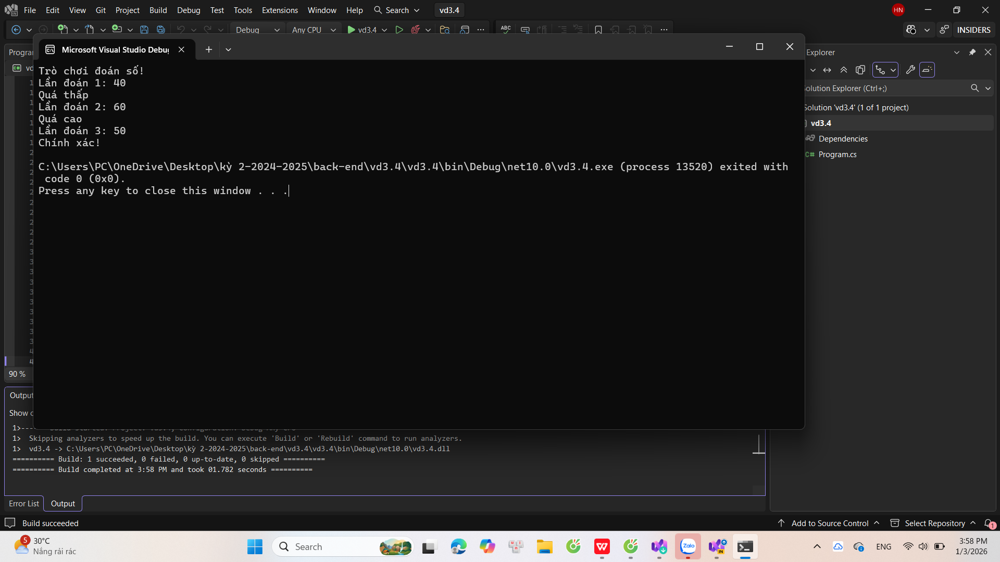 File Edit View Git Project Build Debug Test Tools Extensions Window Help Search vd3.4 HN
Debug Any CPU vd3.4 ABC INSIDERS
Microsoft Visual Studio Debug
Explorer
Trò chơi đoán số!
Lần đoán 1: 40
Quá thấp
Lần đoán 2: 60
Quá cao
Lần đoán 3: 50
Chính xác!
C:\Users\PC\OneDrive\Desktop\kỳ 2-2024-2025\back-end\vd3.4\vd3.4\bin\Debug\net10.0\vd3.4.exe (process 13520) exited with
code 0 (0x0).
Press any key to close this window . . .
Solution Explorer (Ctrl+;)
Solution 'vd3.4' (1 of 1 project)
vd3.4
Dependencies
C# Program.cs
90 %
Output
Show
1> Skipping analyzers to speed up the build. You can execute 'Build' or 'Rebuild' command to run analyzers.
1> vd3.4 -> C:\Users\PC\OneDrive\Desktop\kỳ 2-2024-2025\back-end\vd3.4\vd3.4\bin\Debug\net10.0\vd3.4.dll
========== Build: 1 succeeded, 0 failed, 0 up-to-date, 0 skipped ==========
========== Build completed at 3:58 PM and took 01.782 seconds ==========
Error List Output
Build succeeded Add to Source Control Select Repository 1
5 30°C
Nắng rải rác
Search
Zalo
ENG
3:58 PM
1/3/2026